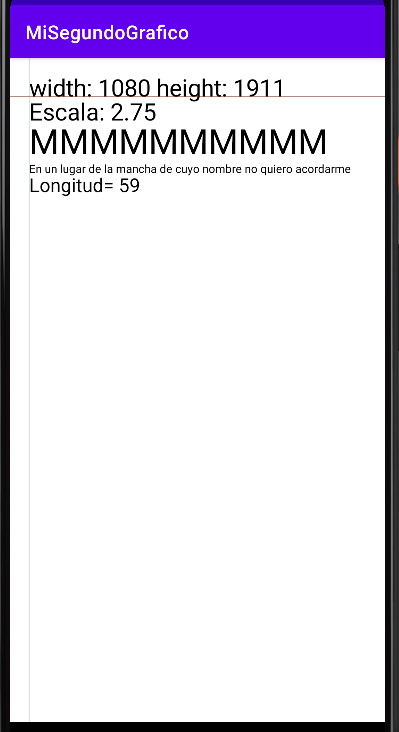 MiSegundoGrafico
width: 1080 height: 1911
Escala: 2.75
MMMMMMMMMM
En un lugar de la mancha de cuyo nombre no quiero acordarme
Longitud= 59